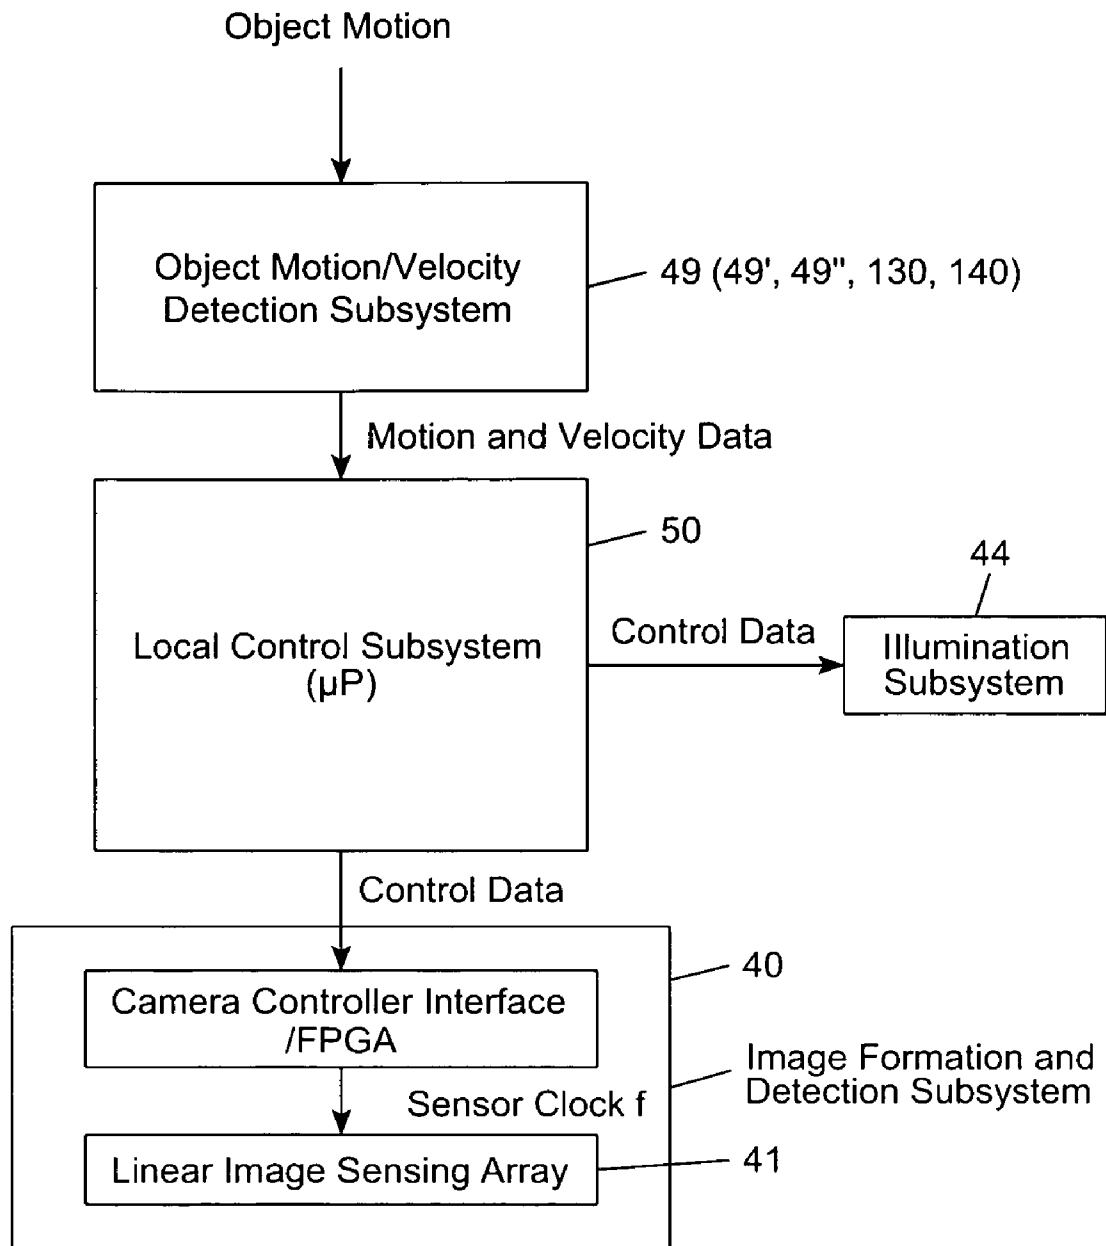 Object Motion
Object Motion/Velocity
Detection Subsystem
49 (49', 49", 130, 140)
Motion and Velocity Data
50
44
Local Control Subsystem
(µP)
Control Data
Illumination
Subsystem
Control Data
40
Camera Controller Interface
/FPGA
Image Formation and
Detection Subsystem
Sensor Clock f
Linear Image Sensing Array
41